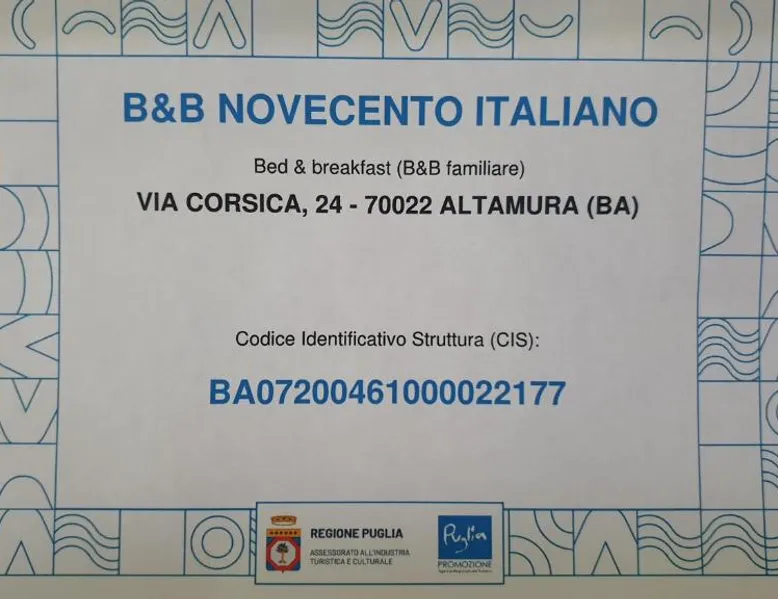 B&B NOVECENTO ITALIANO
Bed & breakfast (B&B familiare)
VIA CORSICA, 24 - 70022 ALTAMURA (BA)
Codice Identificativo Struttura (CIS):
BA07200461000022177
REGIONE PUGLIA
ASSESSORATO ALL'INDUSTRIA
TURISTICA E CULTURALE
Puglia
PROMOZIONE